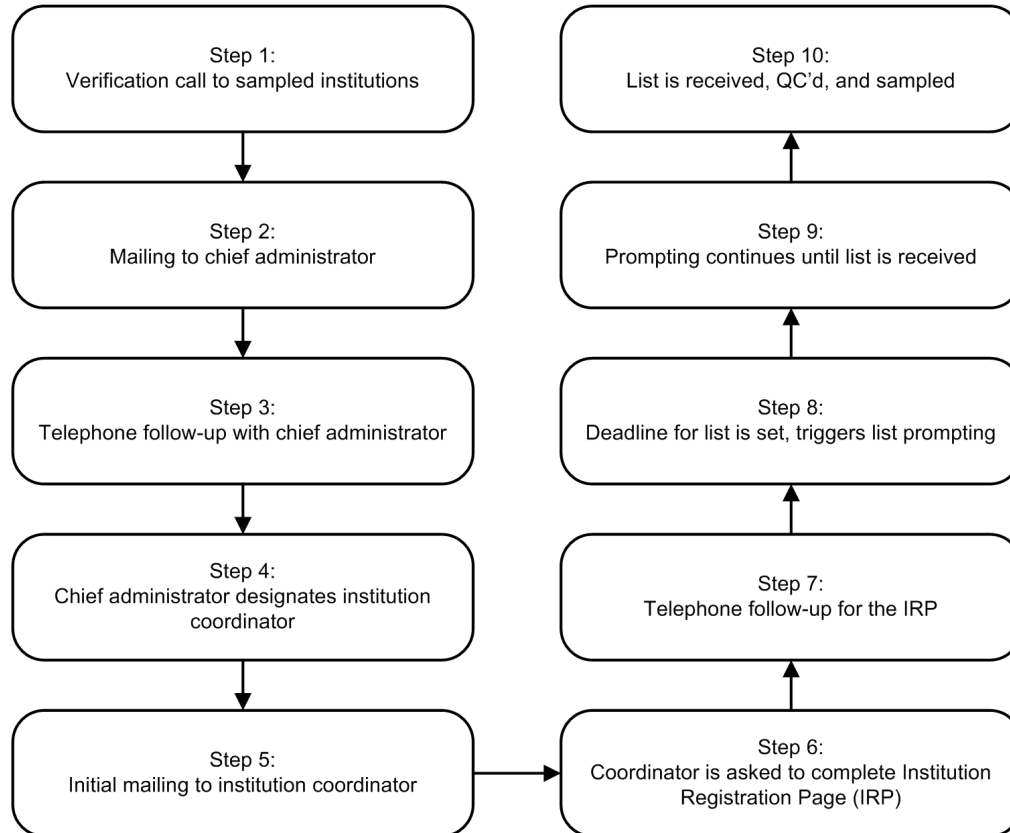 Step 1:
Verification call to sampled institutions
Step 2:
Mailing to chief administrator
Step 3:
Telephone follow-up with chief administrator
Step 4:
Chief administrator designates institution
coordinator
Step 5:
Initial mailing to institution coordinator
Step 6:
Coordinator is asked to complete Institution
Registration Page (IRP)
Step 7:
Telephone follow-up for the IRP
Step 8:
Deadline for list is set, triggers list prompting
Step 9:
Prompting continues until list is received
Step 10:
List is received, QC’d, and sampled